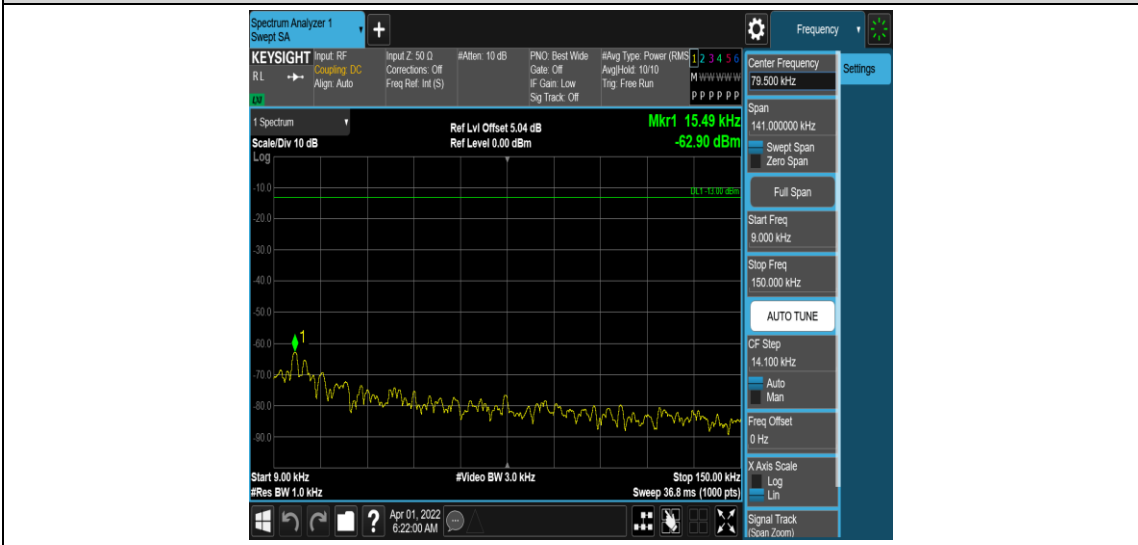 Spectrum Analyzer 1
Swept SA
+
Frequency
KEYSIGHT
RL
Input: RF
Coupling: DC
Align: Auto
Input Z: 50 Ω
Corrections: Off
Freq Ref: Int (S)
#Atten: 10 dB
PNO: Best Wide
Gate: Off
IF Gain: Low
Sig Track: Off
#Avg Type: Power (RMS
Avg|Hold: 10/10
Trig: Free Run
1 2 3 4 5 6
M W W W W W
P P P P P P
1 Spectrum
Scale/Div 10 dB
Log
Ref Lvl Offset 5.04 dB
Ref Level 0.00 dBm
Mkr1 15.49 kHz
-62.90 dBm
DL1 -13.00 dBm
-10.0
-20.0
-30.0
-40.0
-50.0
-60.0
-70.0
-80.0
-90.0
1
Start 9.00 kHz
#Res BW 1.0 kHz
#Video BW 3.0 kHz
Stop 150.00 kHz
Sweep 36.8 ms (1000 pts)
Apr 01, 2022
6:22:00 AM
?
Center Frequency
79.500 kHz
Settings
Span
141.000000 kHz
Swept Span
Zero Span
Full Span
Start Freq
9.000 kHz
Stop Freq
150.000 kHz
AUTO TUNE
CF Step
14.100 kHz
Auto
Man
Freq Offset
0 Hz
X Axis Scale
Log
Lin
Signal Track
(Span Zoom)